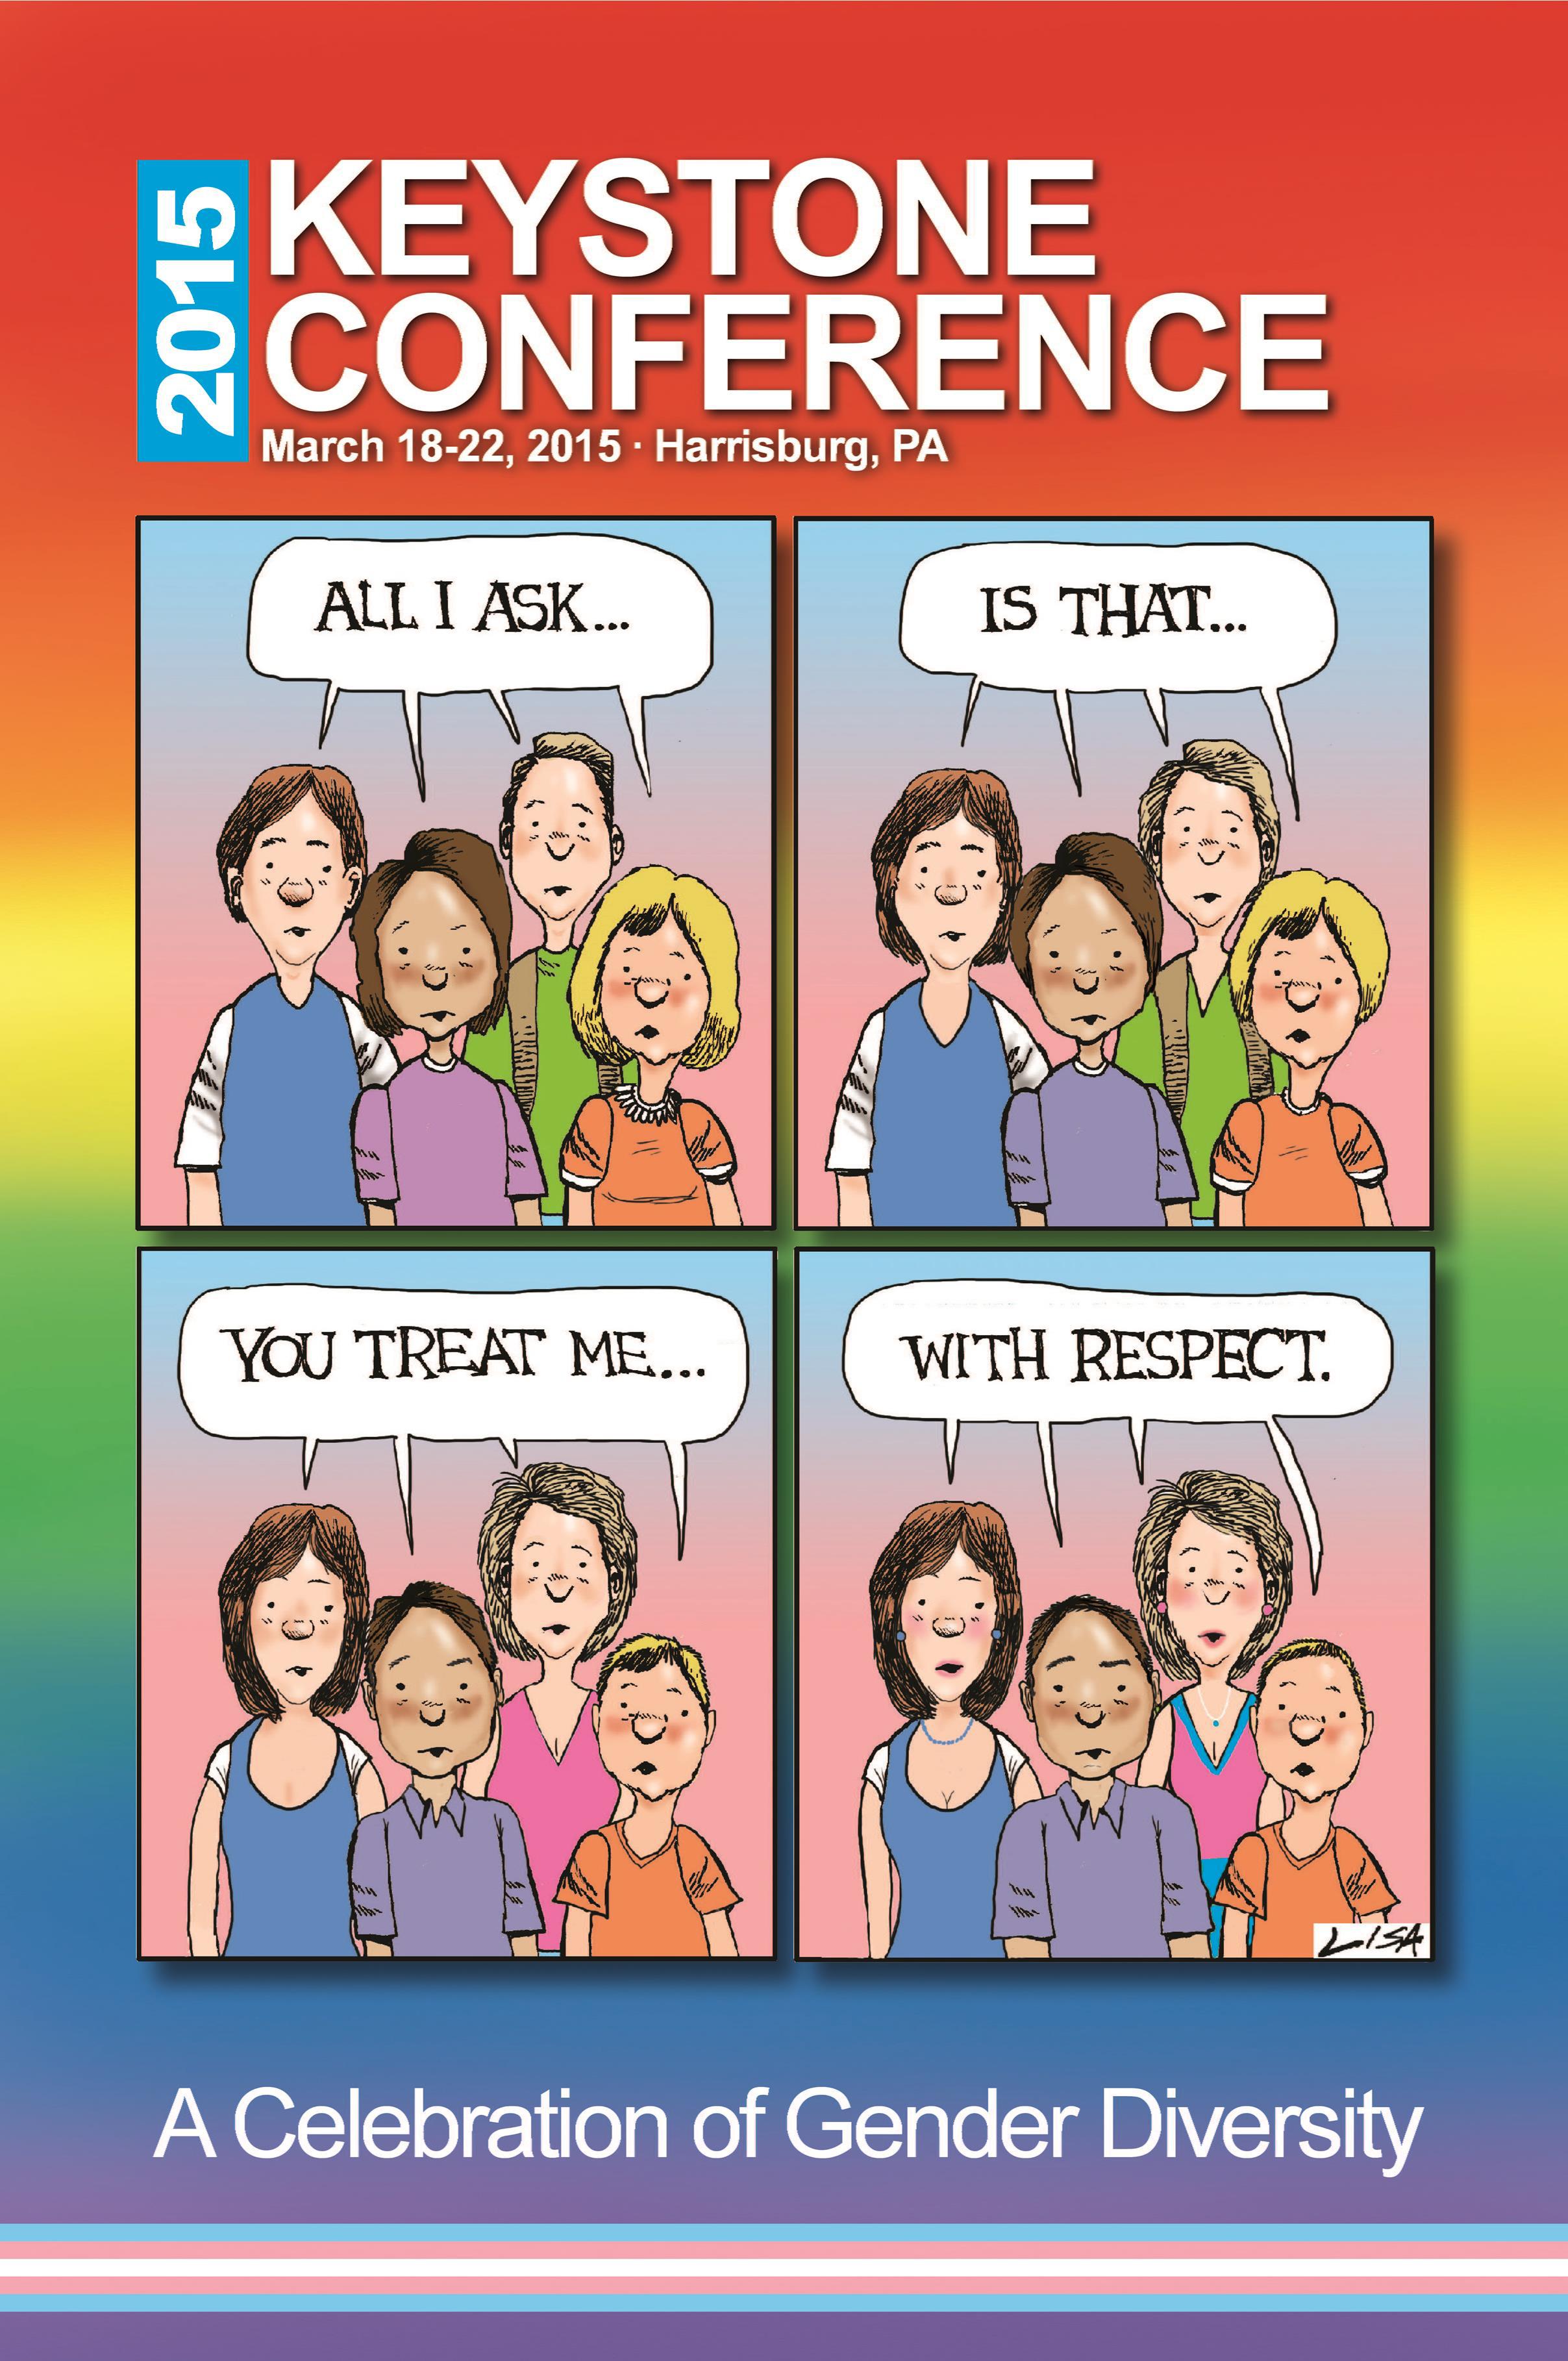 2015
KEYSTONE
CONFERENCE
March 18-22, 2015 · Harrisburg, PA
ALL I ASK...
IS THAT...
YOU TREAT ME...
WITH RESPECT.
LISA
A Celebration of Gender Diversity